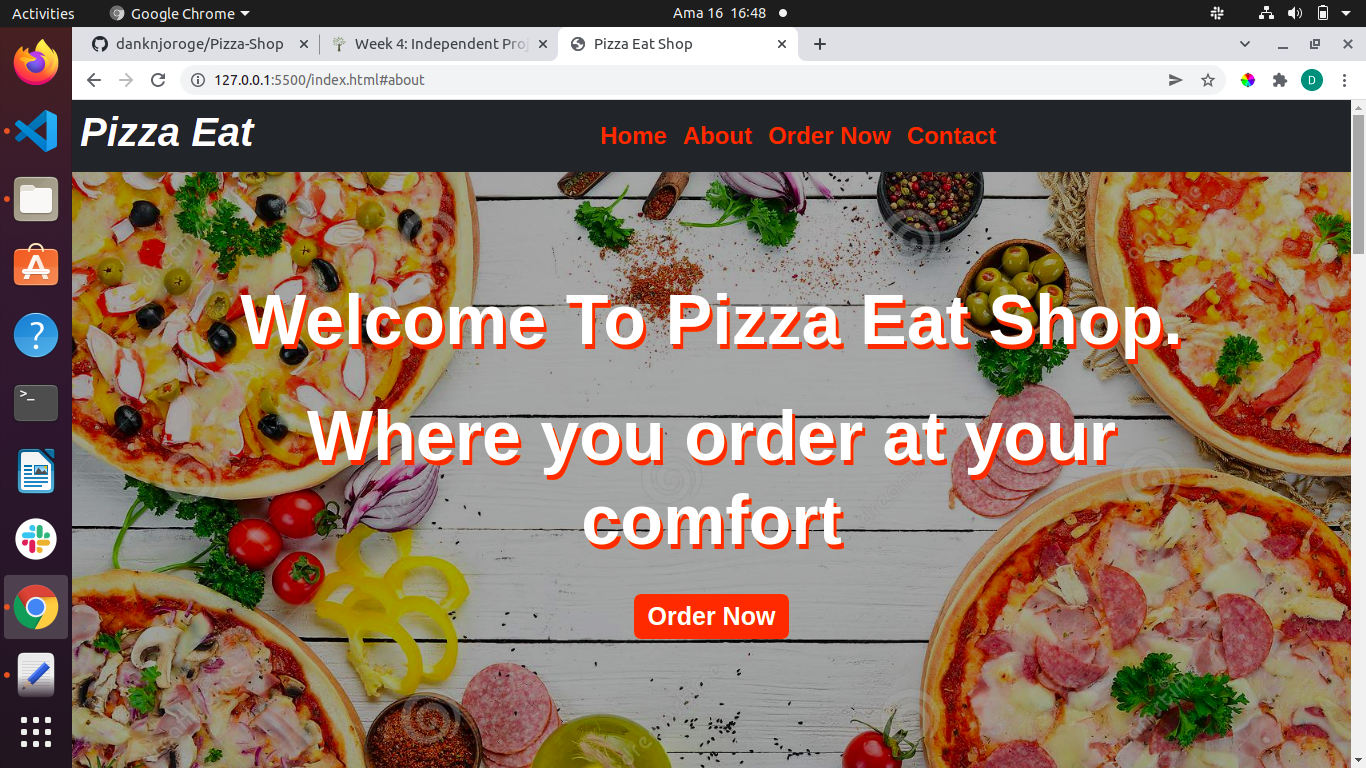 Activities
Google Chrome
Ama 16 16:48
danknjoroge/Pizza-Shop
Week 4: Independent Pro
Pizza Eat Shop
127.0.0.1:5500/index.html#about
D
Pizza Eat
Home About Order Now Contact
Welcome To Pizza Eat Shop.
Where you order at your
comfort
Order Now